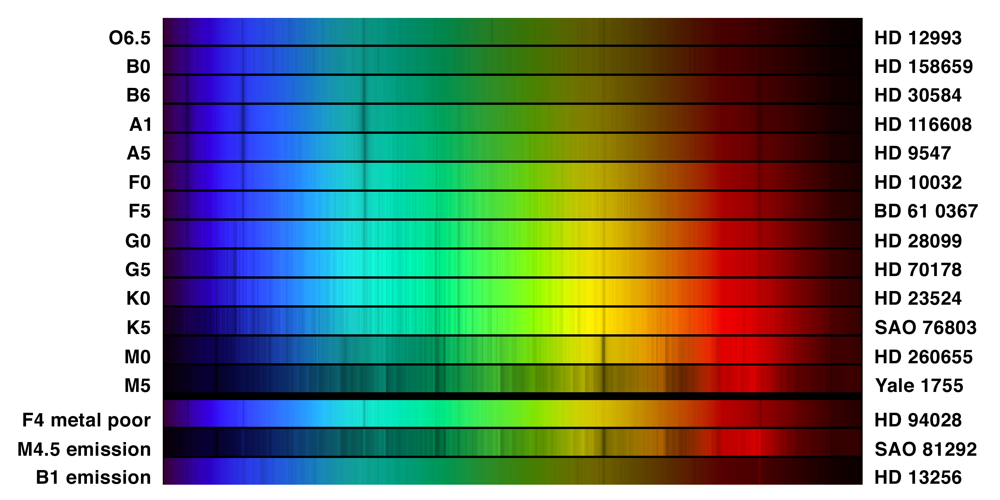 O6.5 HD 12993
B0 HD 158659
B6 HD 30584
A1 HD 116608
A5 HD 9547
F0 HD 10032
F5 BD 61 0367
G0 HD 28099
G5 HD 70178
K0 HD 23524
K5 SAO 76803
M0 HD 260655
M5 Yale 1755
F4 metal poor HD 94028
M4.5 emission SAO 81292
B1 emission HD 13256